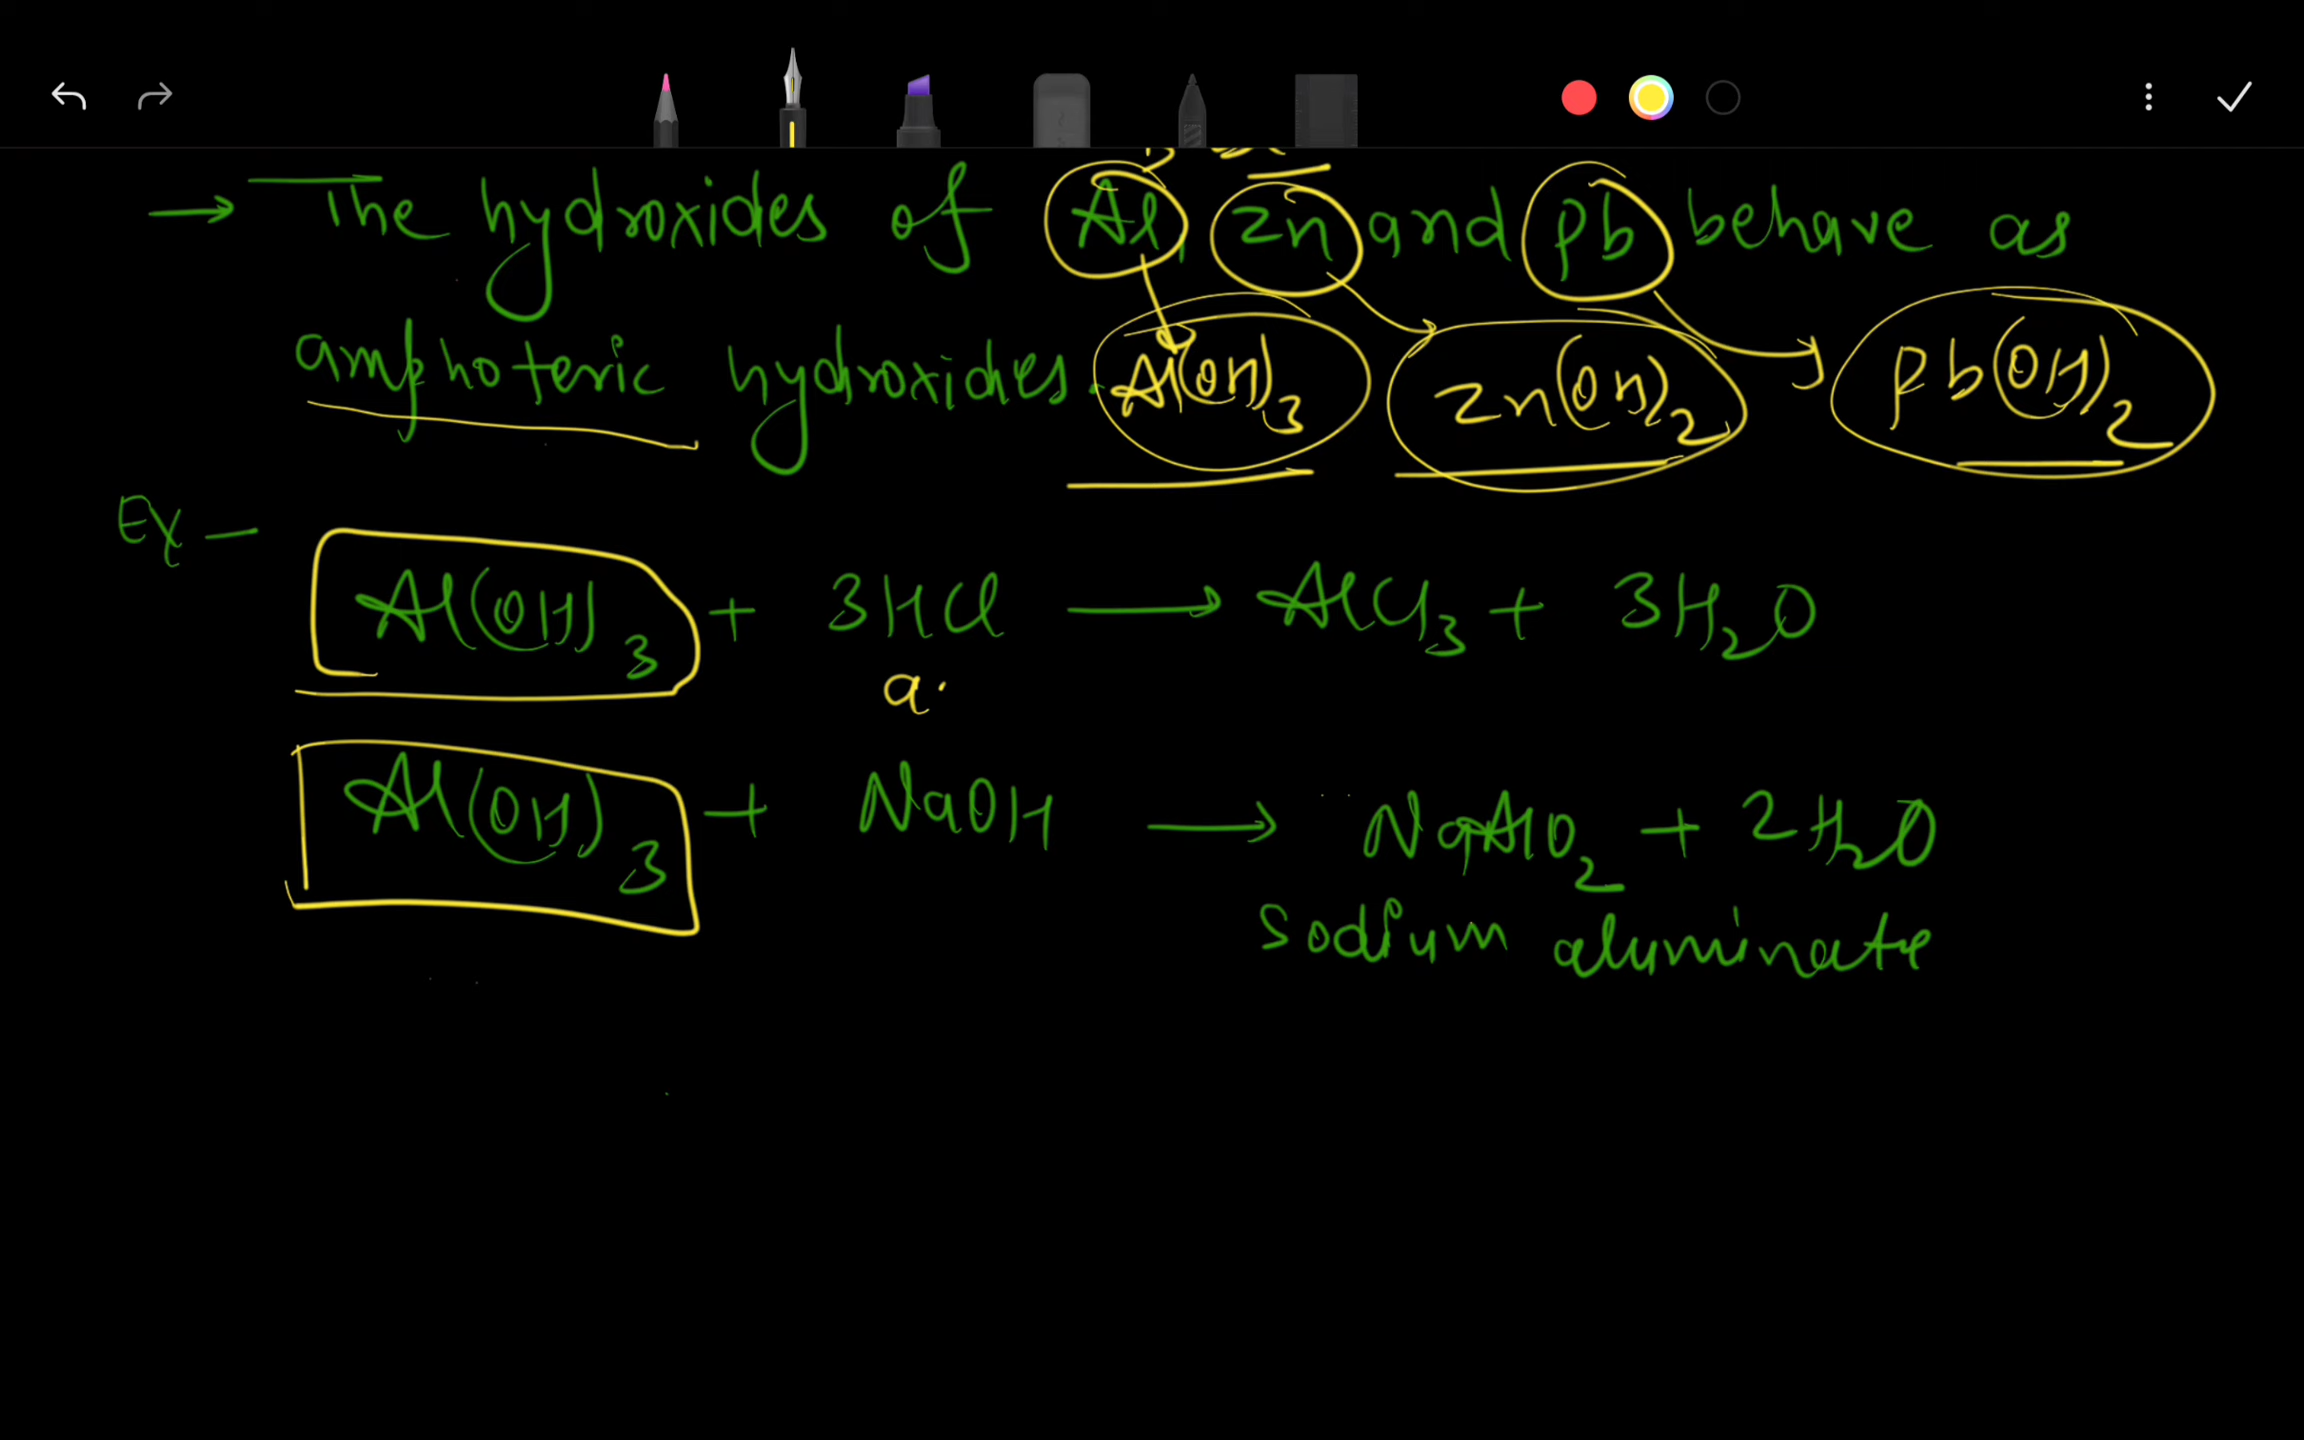 → The hydroxides of Al, Zn and pb behave as
amphoteric hydroxides. Al(OH)3 Zn(OH)2 pb(OH)2
Ex —
Al(OH)3 + 3HCl → AlCl3 + 3H2O
a.
Al(OH)3 + NaOH → NaAlO2 + 2H2O
Sodium aluminate